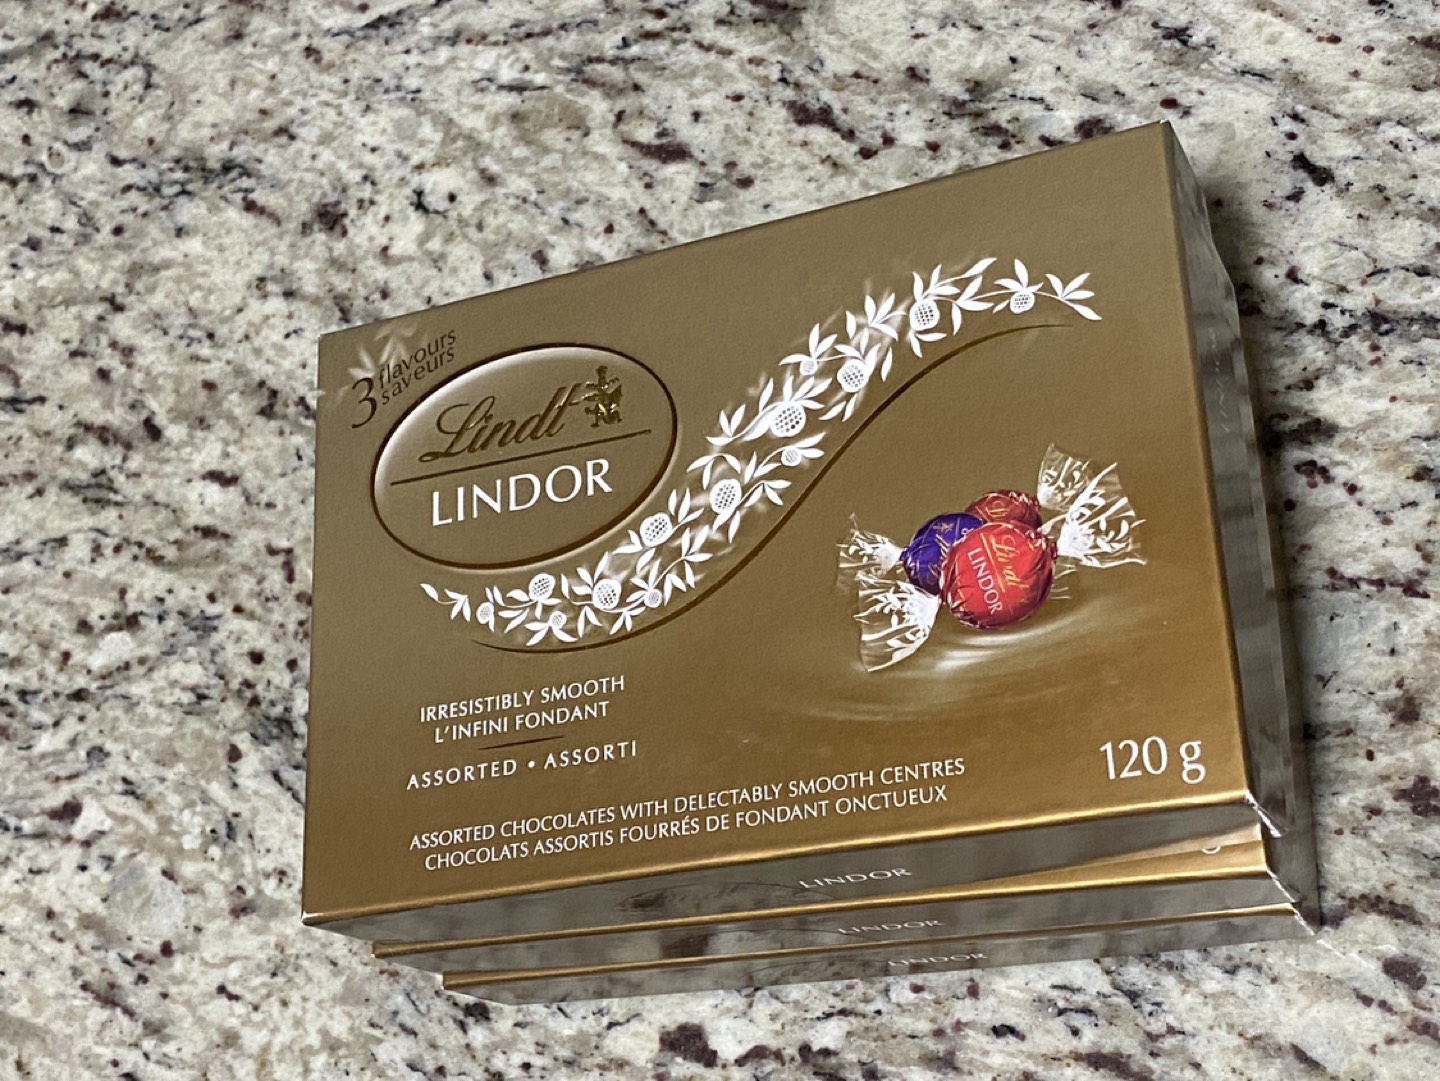 3 flavours
saveurs
Lindt
LINDOR
Lindt
LINDOR
IRRESISTIBLY SMOOTH
L'INFINI FONDANT
ASSORTED • ASSORTI
ASSORTED CHOCOLATES WITH DELECTABLY SMOOTH CENTRES
CHOCOLATS ASSORTIS FOURRÉS DE FONDANT ONCTUEUX
120 g
LINDOR
LINDOR
LINDOR